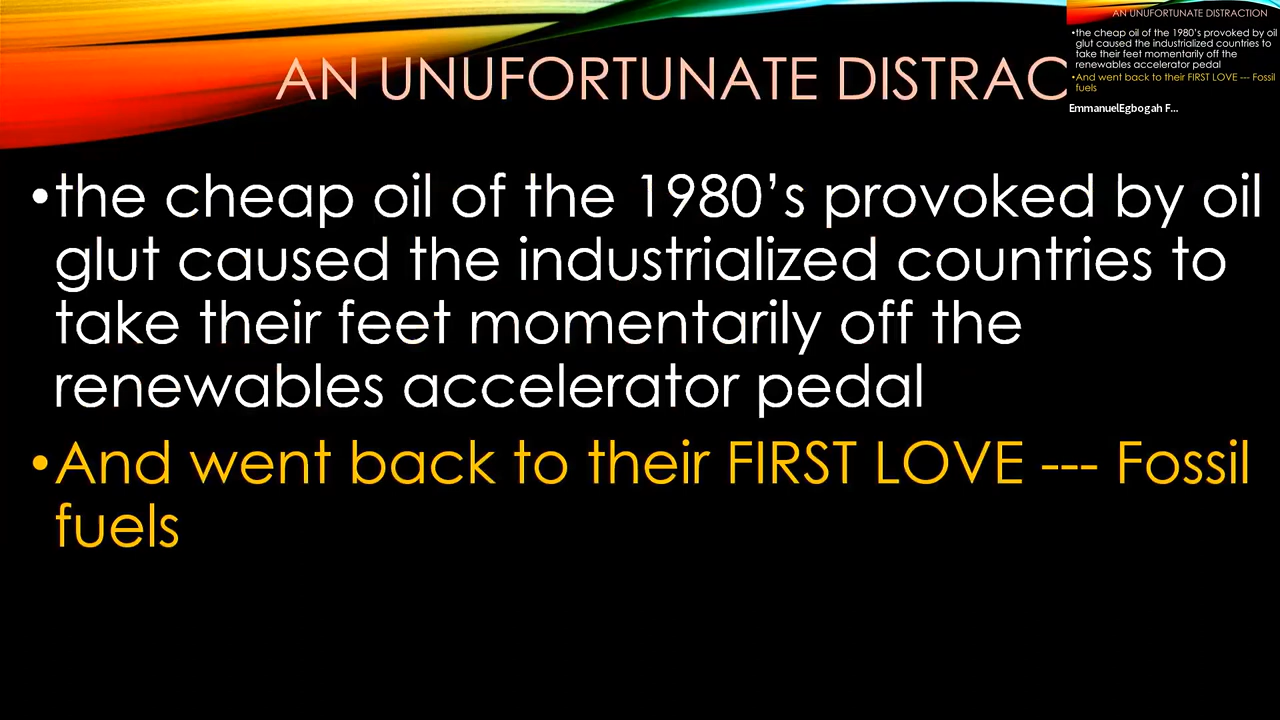 AN UNUFORTUNATE DISTRAC
•the cheap oil of the 1980's provoked by oil
glut caused the industrialized countries to
take their feet momentarily off the
renewables accelerator pedal
•And went back to their FIRST LOVE --- Fossil
fuels
AN UNUFORTUNATE DISTRACTION
•the cheap oil of the 1980's provoked by oil
glut caused the industrialized countries to
take their feet momentarily off the
renewables accelerator pedal
•And went back to their FIRST LOVE --- Fossil
fuels
EmmanuelEgbogah F...